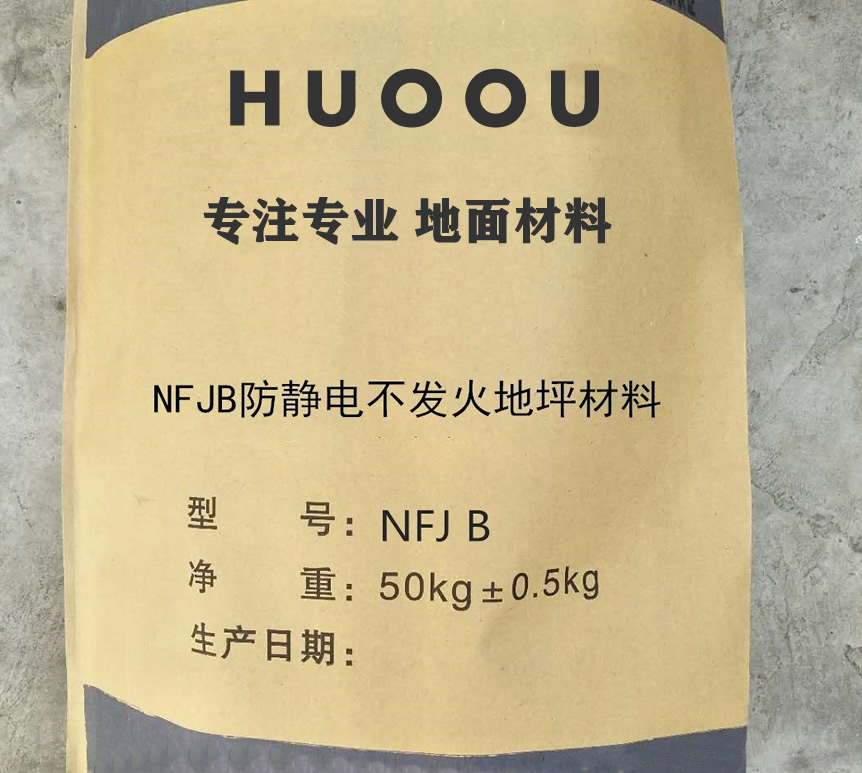 HUOOU
专注专业 地面材料
NFJB防静电不发火地坪材料
型 号：NFJ B
净 重：50kg±0.5kg
生产日期：